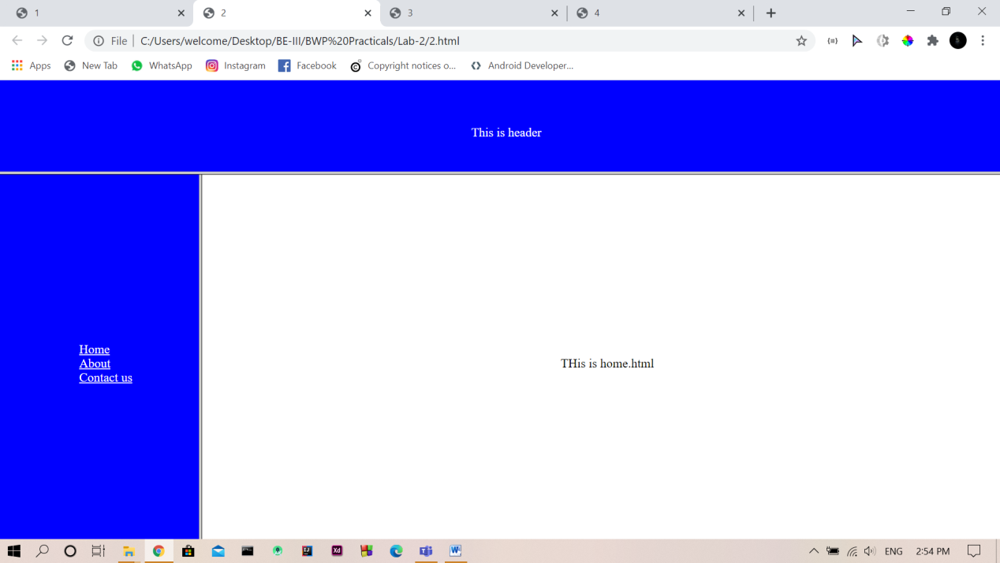 1 2 3 4
File C:/Users/welcome/Desktop/BE-III/BWP%20Practicals/Lab-2/2.html
Apps New Tab WhatsApp Instagram Facebook Copyright notices o... Android Developer...
This is header
Home
About
Contact us
THis is home.html
ENG 2:54 PM